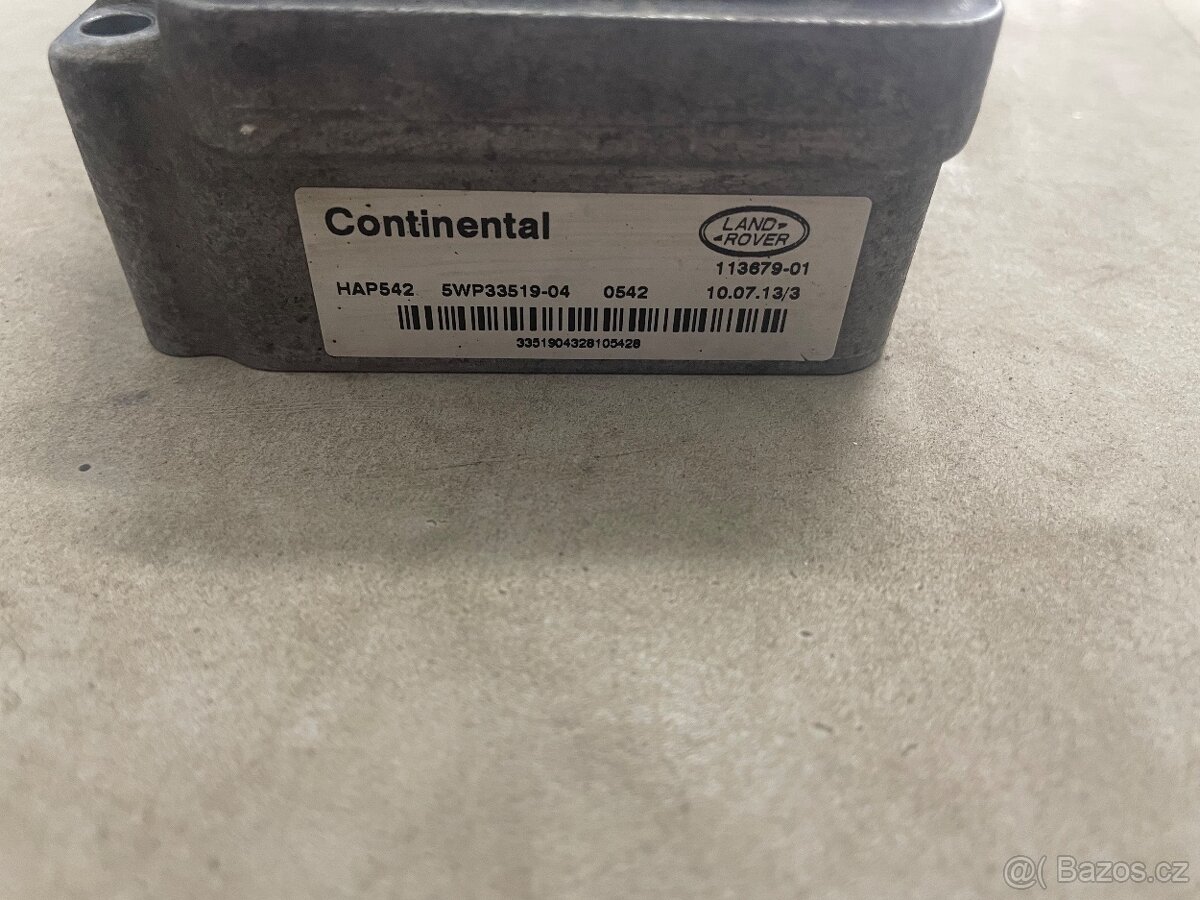 Continental
LAND
ROVER
113679-01
HAP542 5WP33519-04 0542 10.07.13/3
3351904328105428
@( Bazos.cz